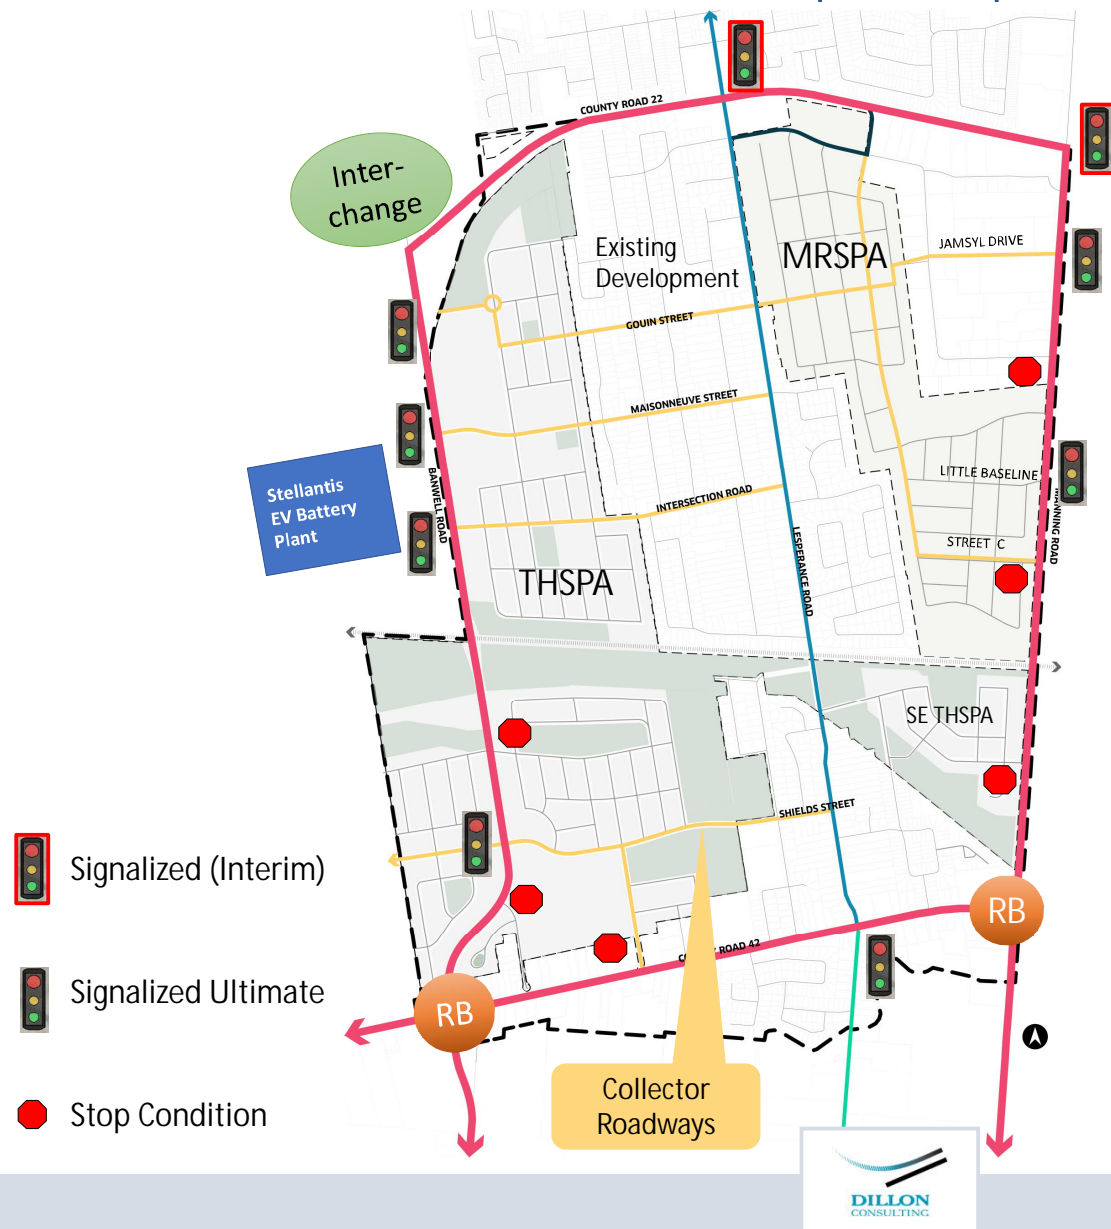 COUNTY ROAD 22
Inter-
change
Existing
Development
MRSPA
JAMSYL DRIVE
GOUIN STREET
MAISONNEUVE STREET
BANWELL ROAD
Stellantis
EV Battery
Plant
INTERSECTION ROAD
LITTLE BASELINE
MANNING ROAD
STREET C
LESPERANCE ROAD
THSPA
SE THSPA
SHIELDS STREET
Signalized (Interim)
RB
ROAD 42
Signalized Ultimate
RB
Collector
Roadways
Stop Condition
DILLON
CONSULTING